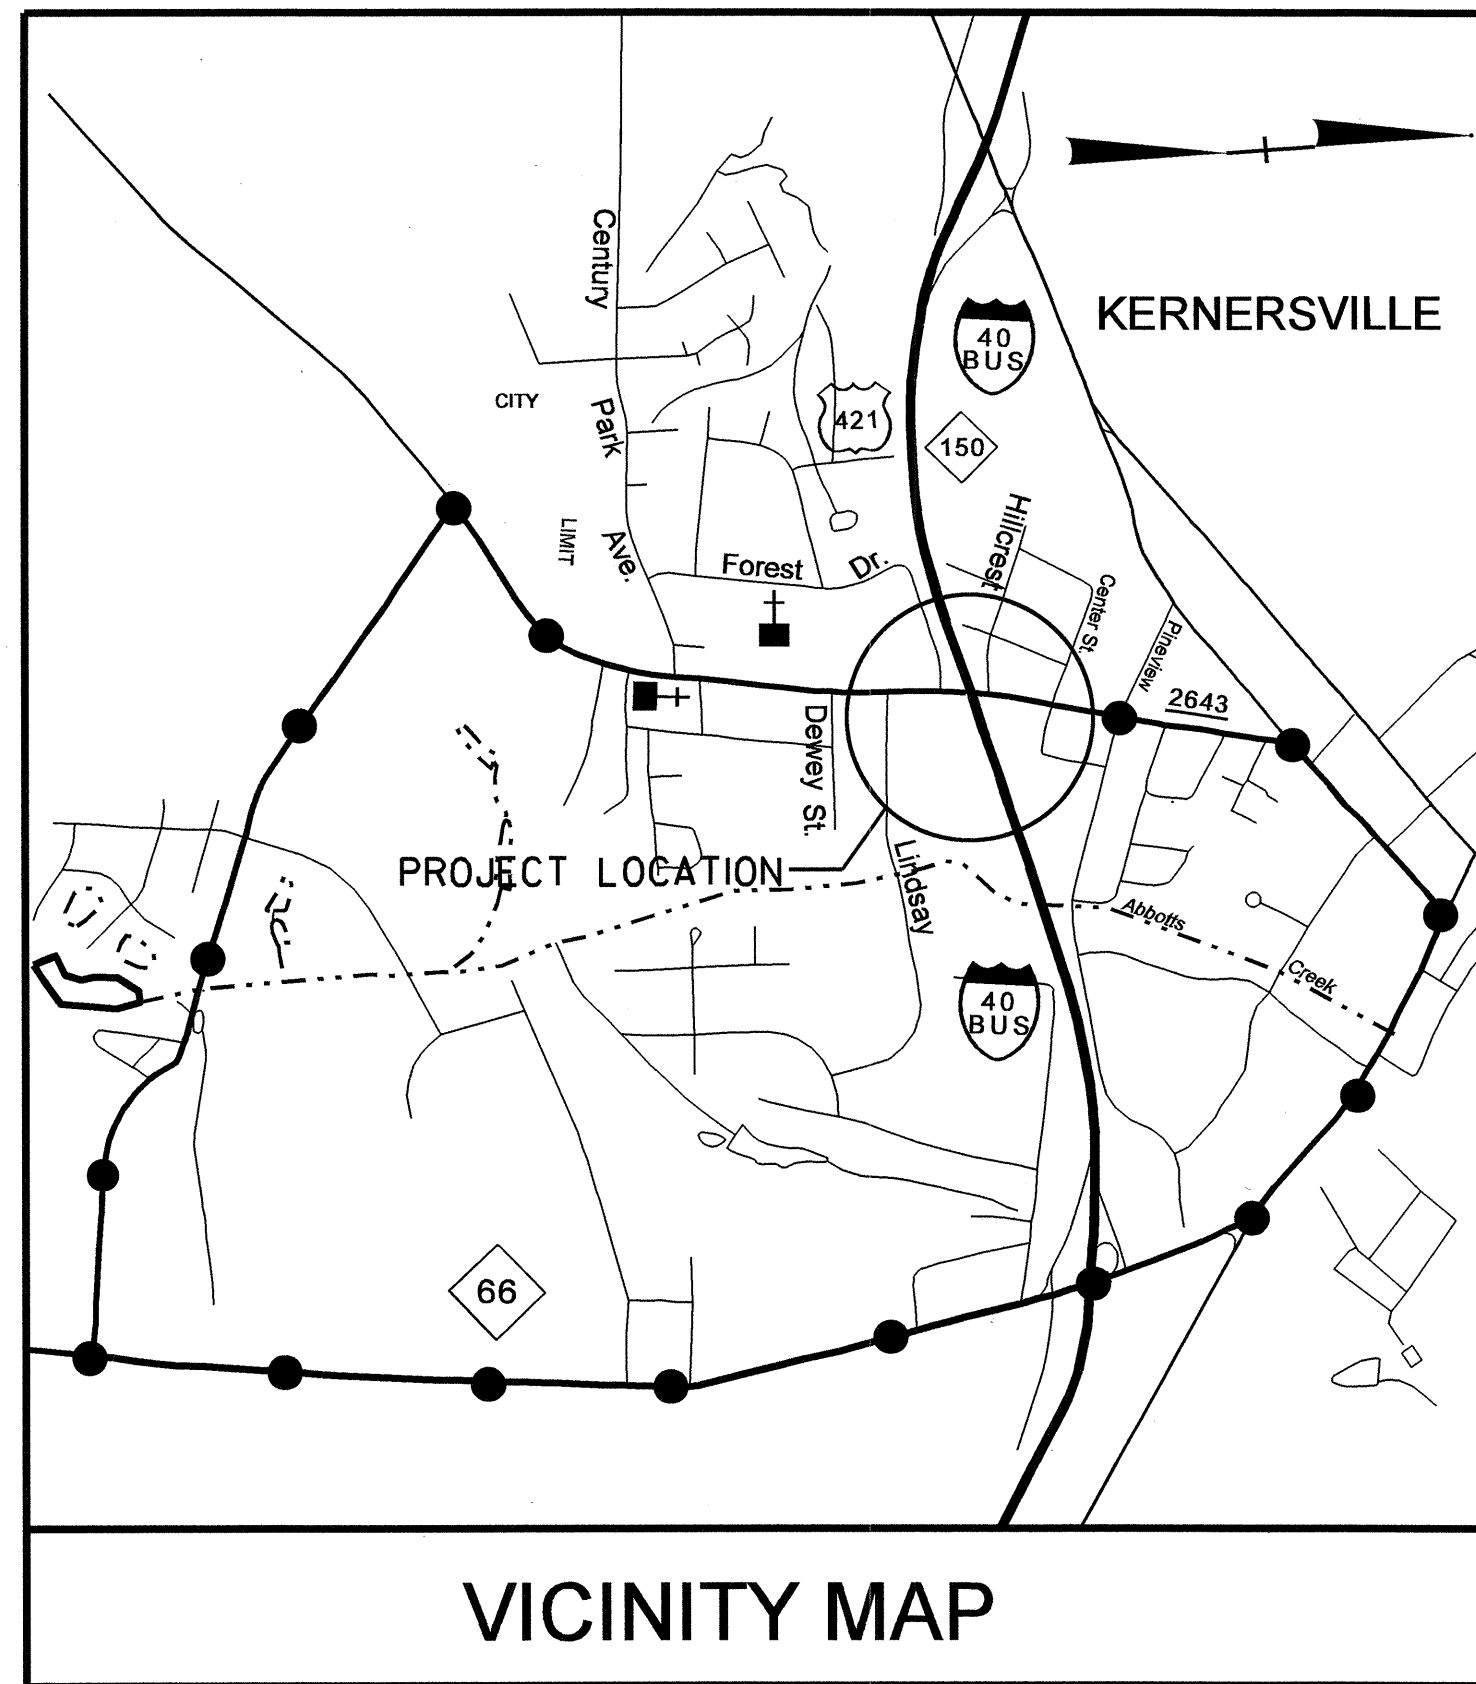 Century
Park
Ave.
KERNERSVILLE
40
BUS
CITY
LIMIT
421
150
Hillcrest
Forest
Dr.
Center St.
Pineview
2643
Dewey St.
PROJECT LOCATION
Lindsay
Abbotts
Creek
40
BUS
66
VICINITY MAP